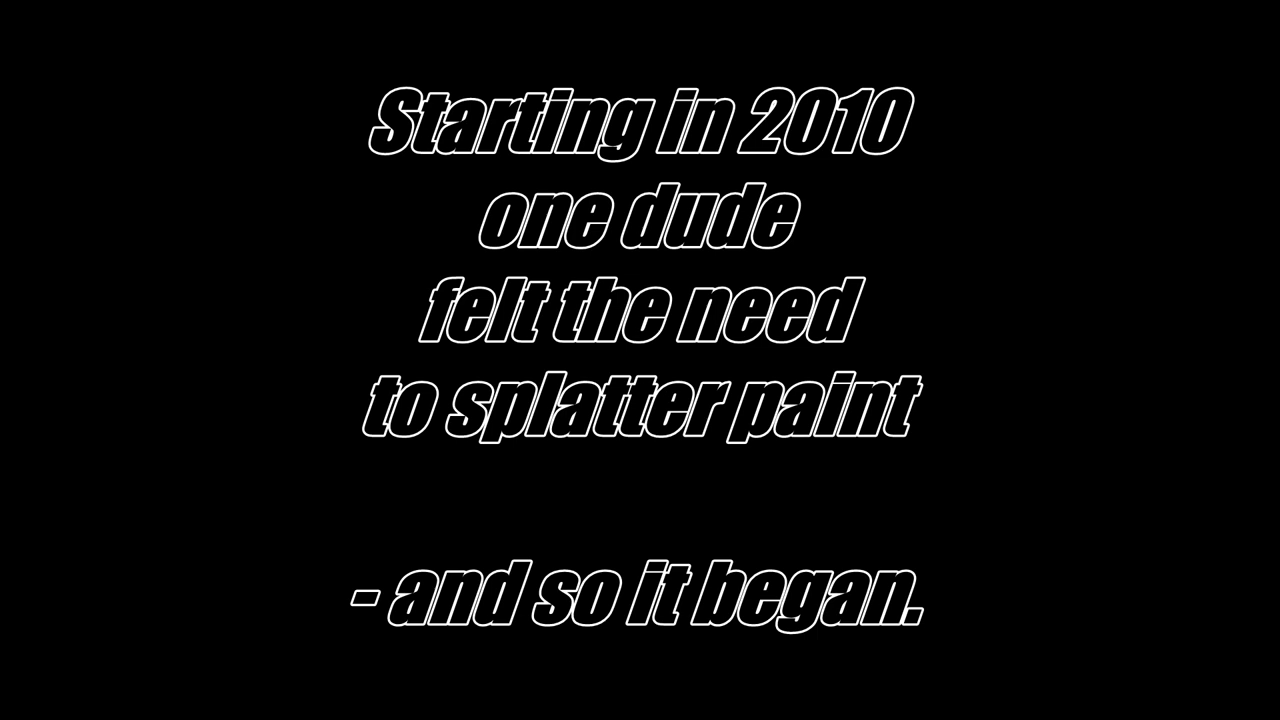 Starting in 2010
one dude
felt the need
to splatter paint
- and so it began.